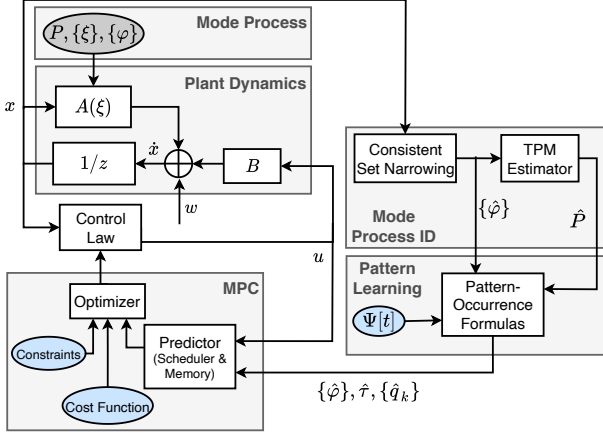 Mode Process
P, {ξ}, {φ}
Plant Dynamics
A(ξ)
x
ẋ
1/z
B
w
Control
Law
u
MPC
Optimizer
Constraints
Cost Function
Predictor
(Scheduler &
Memory)
Consistent
Set Narrowing
TPM
Estimator
{φ̂}
P̂
Mode
Process ID
Pattern
Learning
Pattern-
Occurrence
Formulas
Ψ[t]
{φ̂}, τ̂, {q̂ₖ}